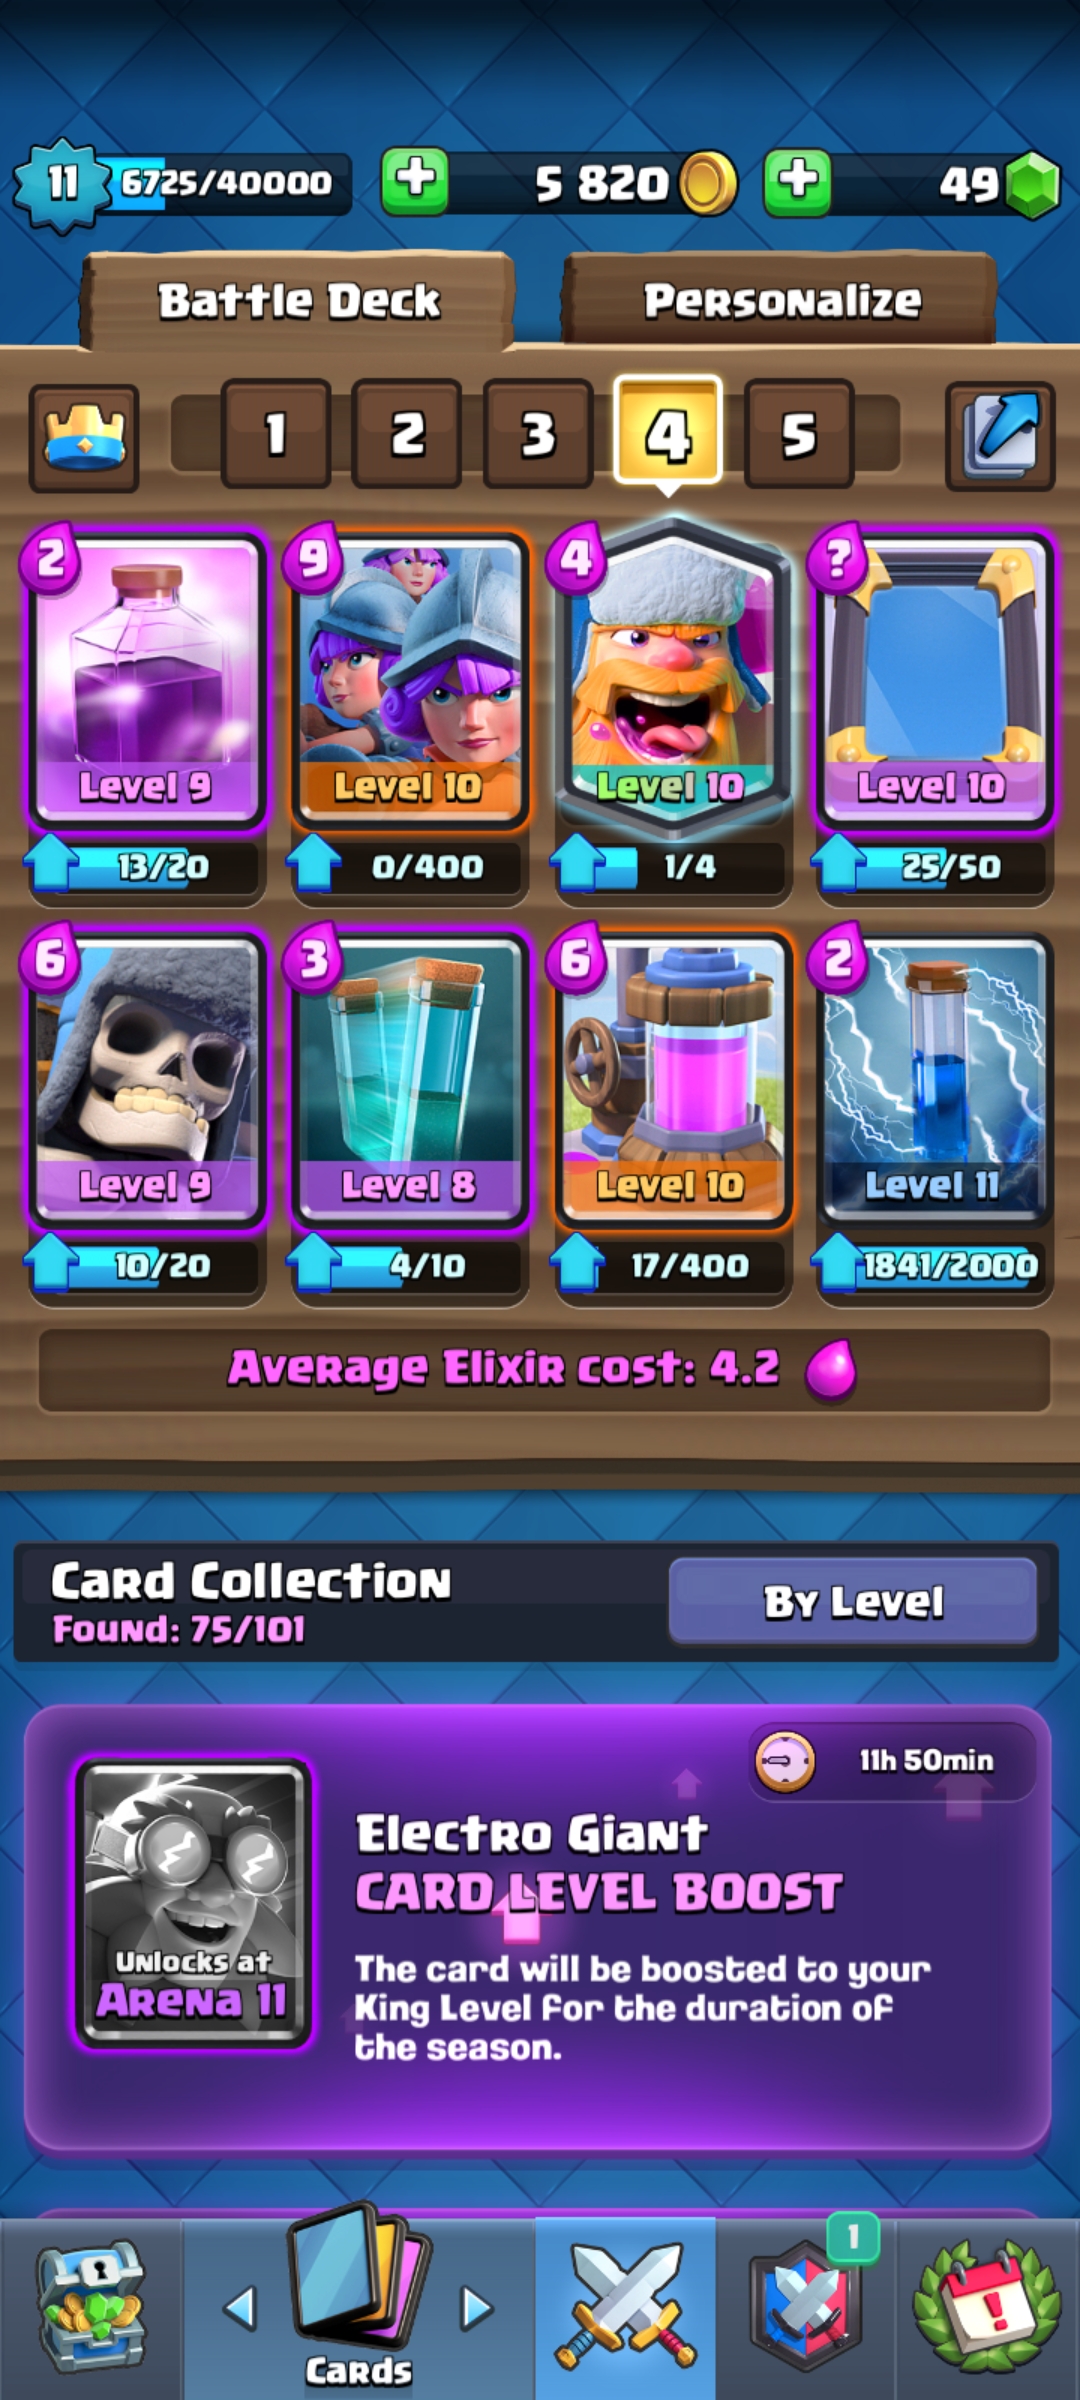 11
6725/40000
5 820
49
Battle Deck
Personalize
1 2 3 4 5
2 9 4 ?
Level 9 Level 10 Level 10 Level 10
13/20 0/400 1/4 25/50
6 3 6 2
Level 9 Level 8 Level 10 Level 11
10/20 4/10 17/400 1841/2000
Average Elixir cost: 4.2
Card Collection
Found: 75/101
By Level
11h 50min
Electro Giant
CARD LEVEL BOOST
The card will be boosted to your
King Level for the duration of
the season.
Unlocks at
Arena 11
1
Cards